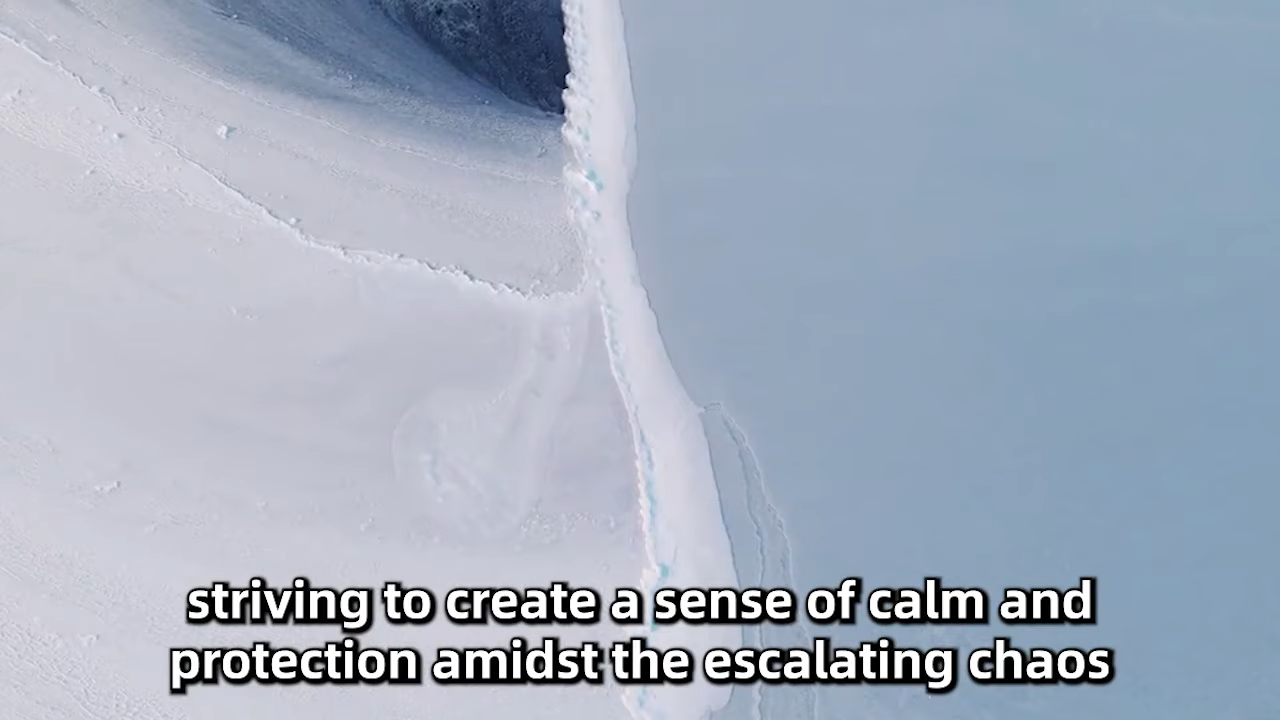 striving to create a sense of calm and
protection amidst the escalating chaos